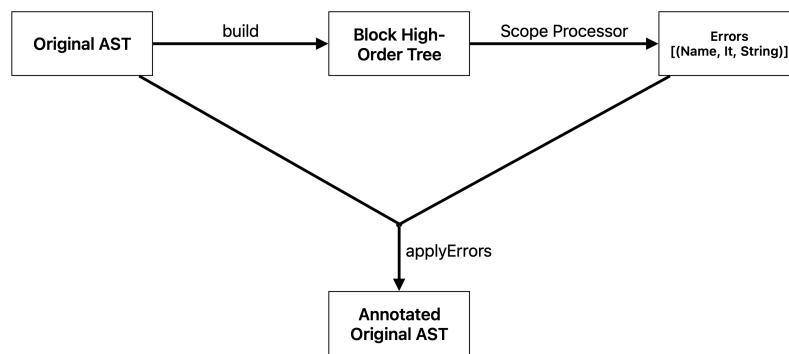 Original AST
build
Block High-
Order Tree
Scope Processor
Errors
[(Name, It, String)]
applyErrors
Annotated
Original AST